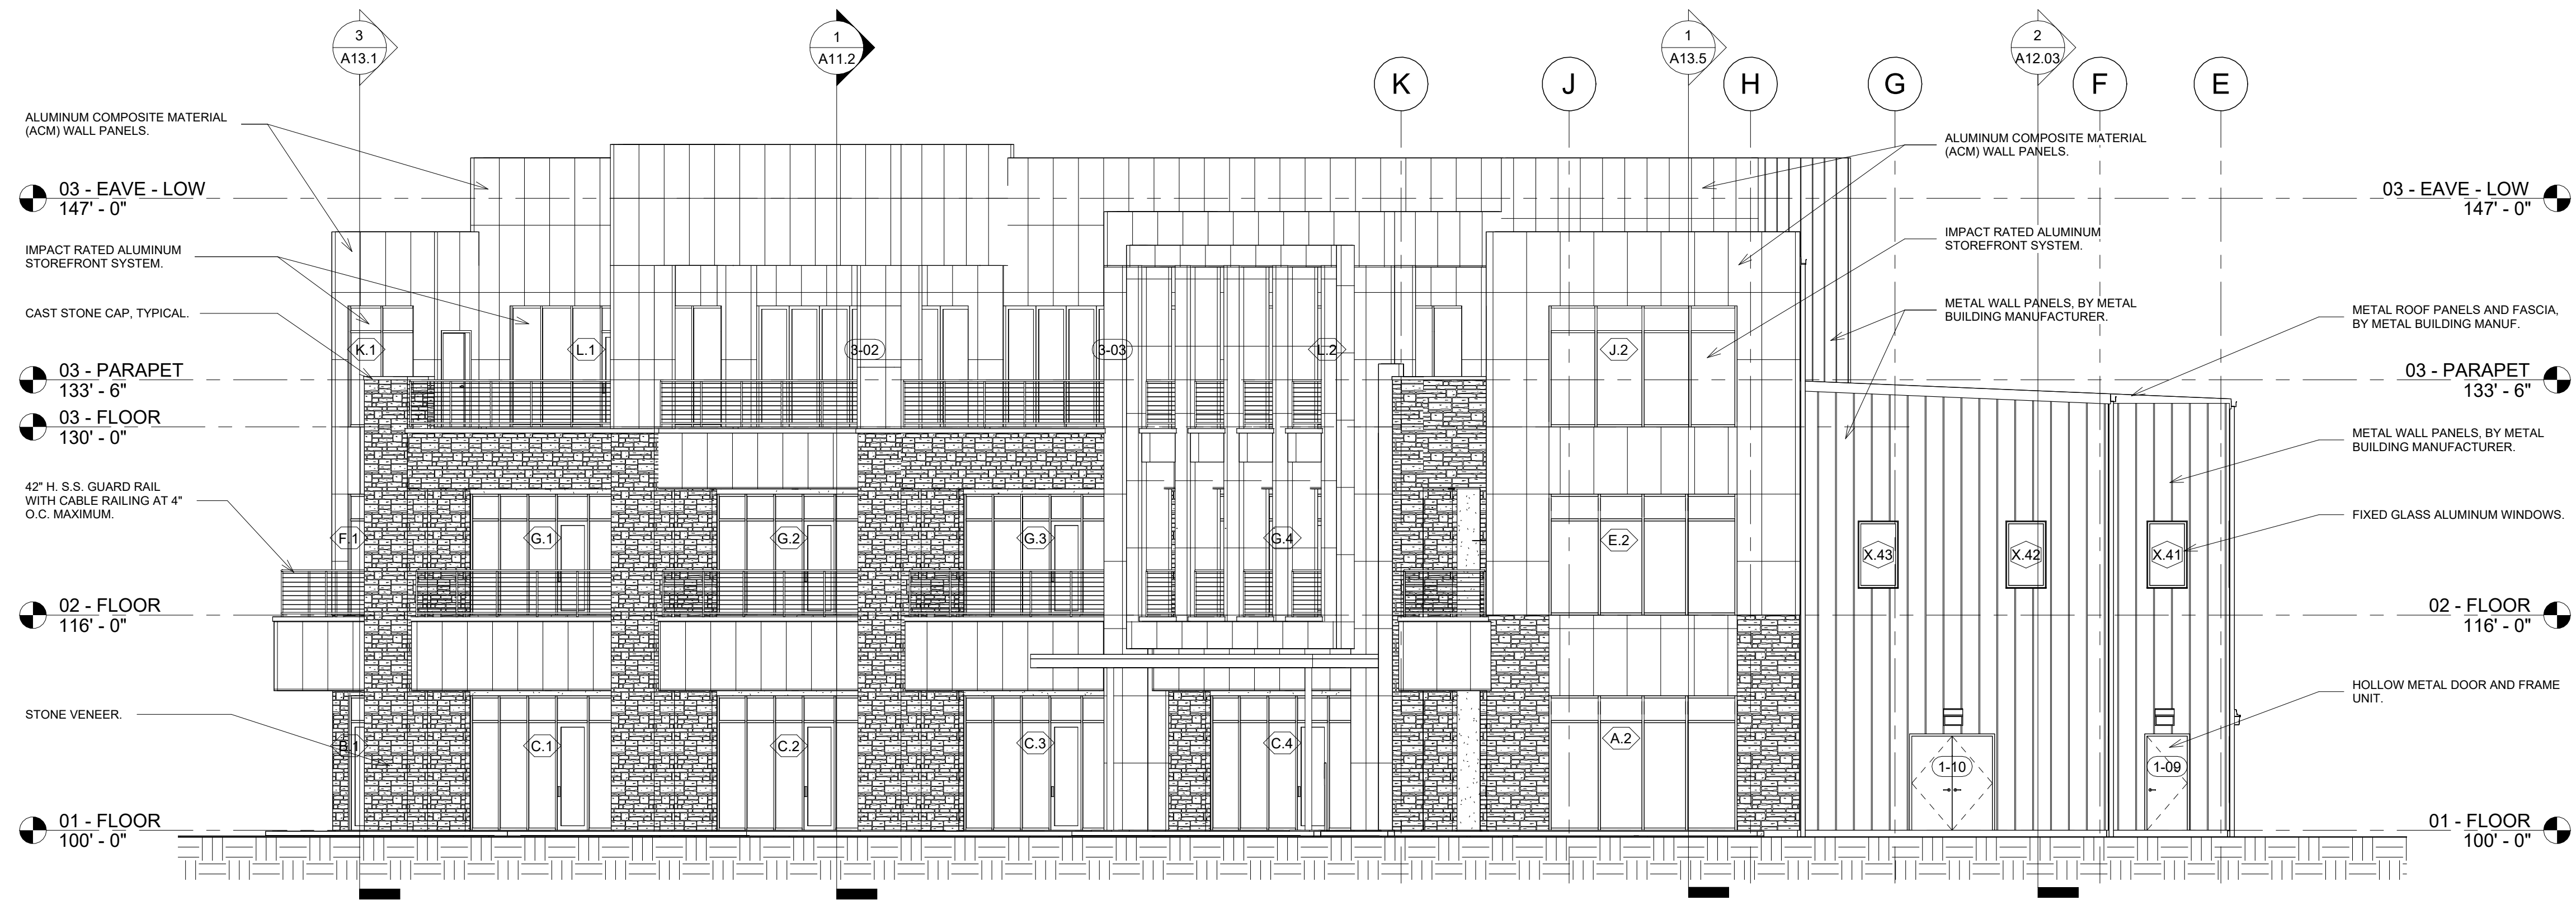 3
A13.1
1
A11.2
1
A13.5
2
A12.03
K
J
H
G
F
E
ALUMINUM COMPOSITE MATERIAL
(ACM) WALL PANELS.
03 - EAVE - LOW
147' - 0"
IMPACT RATED ALUMINUM
STOREFRONT SYSTEM.
CAST STONE CAP, TYPICAL.
03 - PARAPET
133' - 6"
03 - FLOOR
130' - 0"
42" H. S.S. GUARD RAIL
WITH CABLE RAILING AT 4"
O.C. MAXIMUM.
02 - FLOOR
116' - 0"
STONE VENEER.
01 - FLOOR
100' - 0"
K.1
L.1
3-02
3-03
L.2
J.2
F.1
G.1
G.2
G.3
G.4
E.2
X.43
X.42
X.41
B.1
C.1
C.2
C.3
C.4
A.2
1-10
1-09
ALUMINUM COMPOSITE MATERIAL
(ACM) WALL PANELS.
IMPACT RATED ALUMINUM
STOREFRONT SYSTEM.
METAL WALL PANELS, BY METAL
BUILDING MANUFACTURER.
03 - EAVE - LOW
147' - 0"
METAL ROOF PANELS AND FASCIA,
BY METAL BUILDING MANUF.
03 - PARAPET
133' - 6"
METAL WALL PANELS, BY METAL
BUILDING MANUFACTURER.
FIXED GLASS ALUMINUM WINDOWS.
02 - FLOOR
116' - 0"
HOLLOW METAL DOOR AND FRAME
UNIT.
01 - FLOOR
100' - 0"